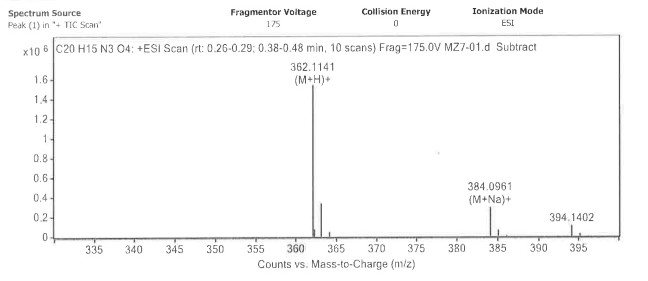 Spectrum Source Fragmentor Voltage Collision Energy Ionization Mode
Peak (1) in "+ TIC Scan" 175 0 ESI
x10 6 C20 H15 N3 O4: +ESI Scan (rt: 0.26-0.29; 0.38-0.48 min, 10 scans) Frag=175.0V MZ7-01.d Subtract
362.1141
(M+H)+
1.6
1.4
1.2
1
0.8
0.6
384.0961
(M+Na)+
0.4
394.1402
0.2
0
335 340 345 350 355 360 365 370 375 380 385 390 395
Counts vs. Mass-to-Charge (m/z)